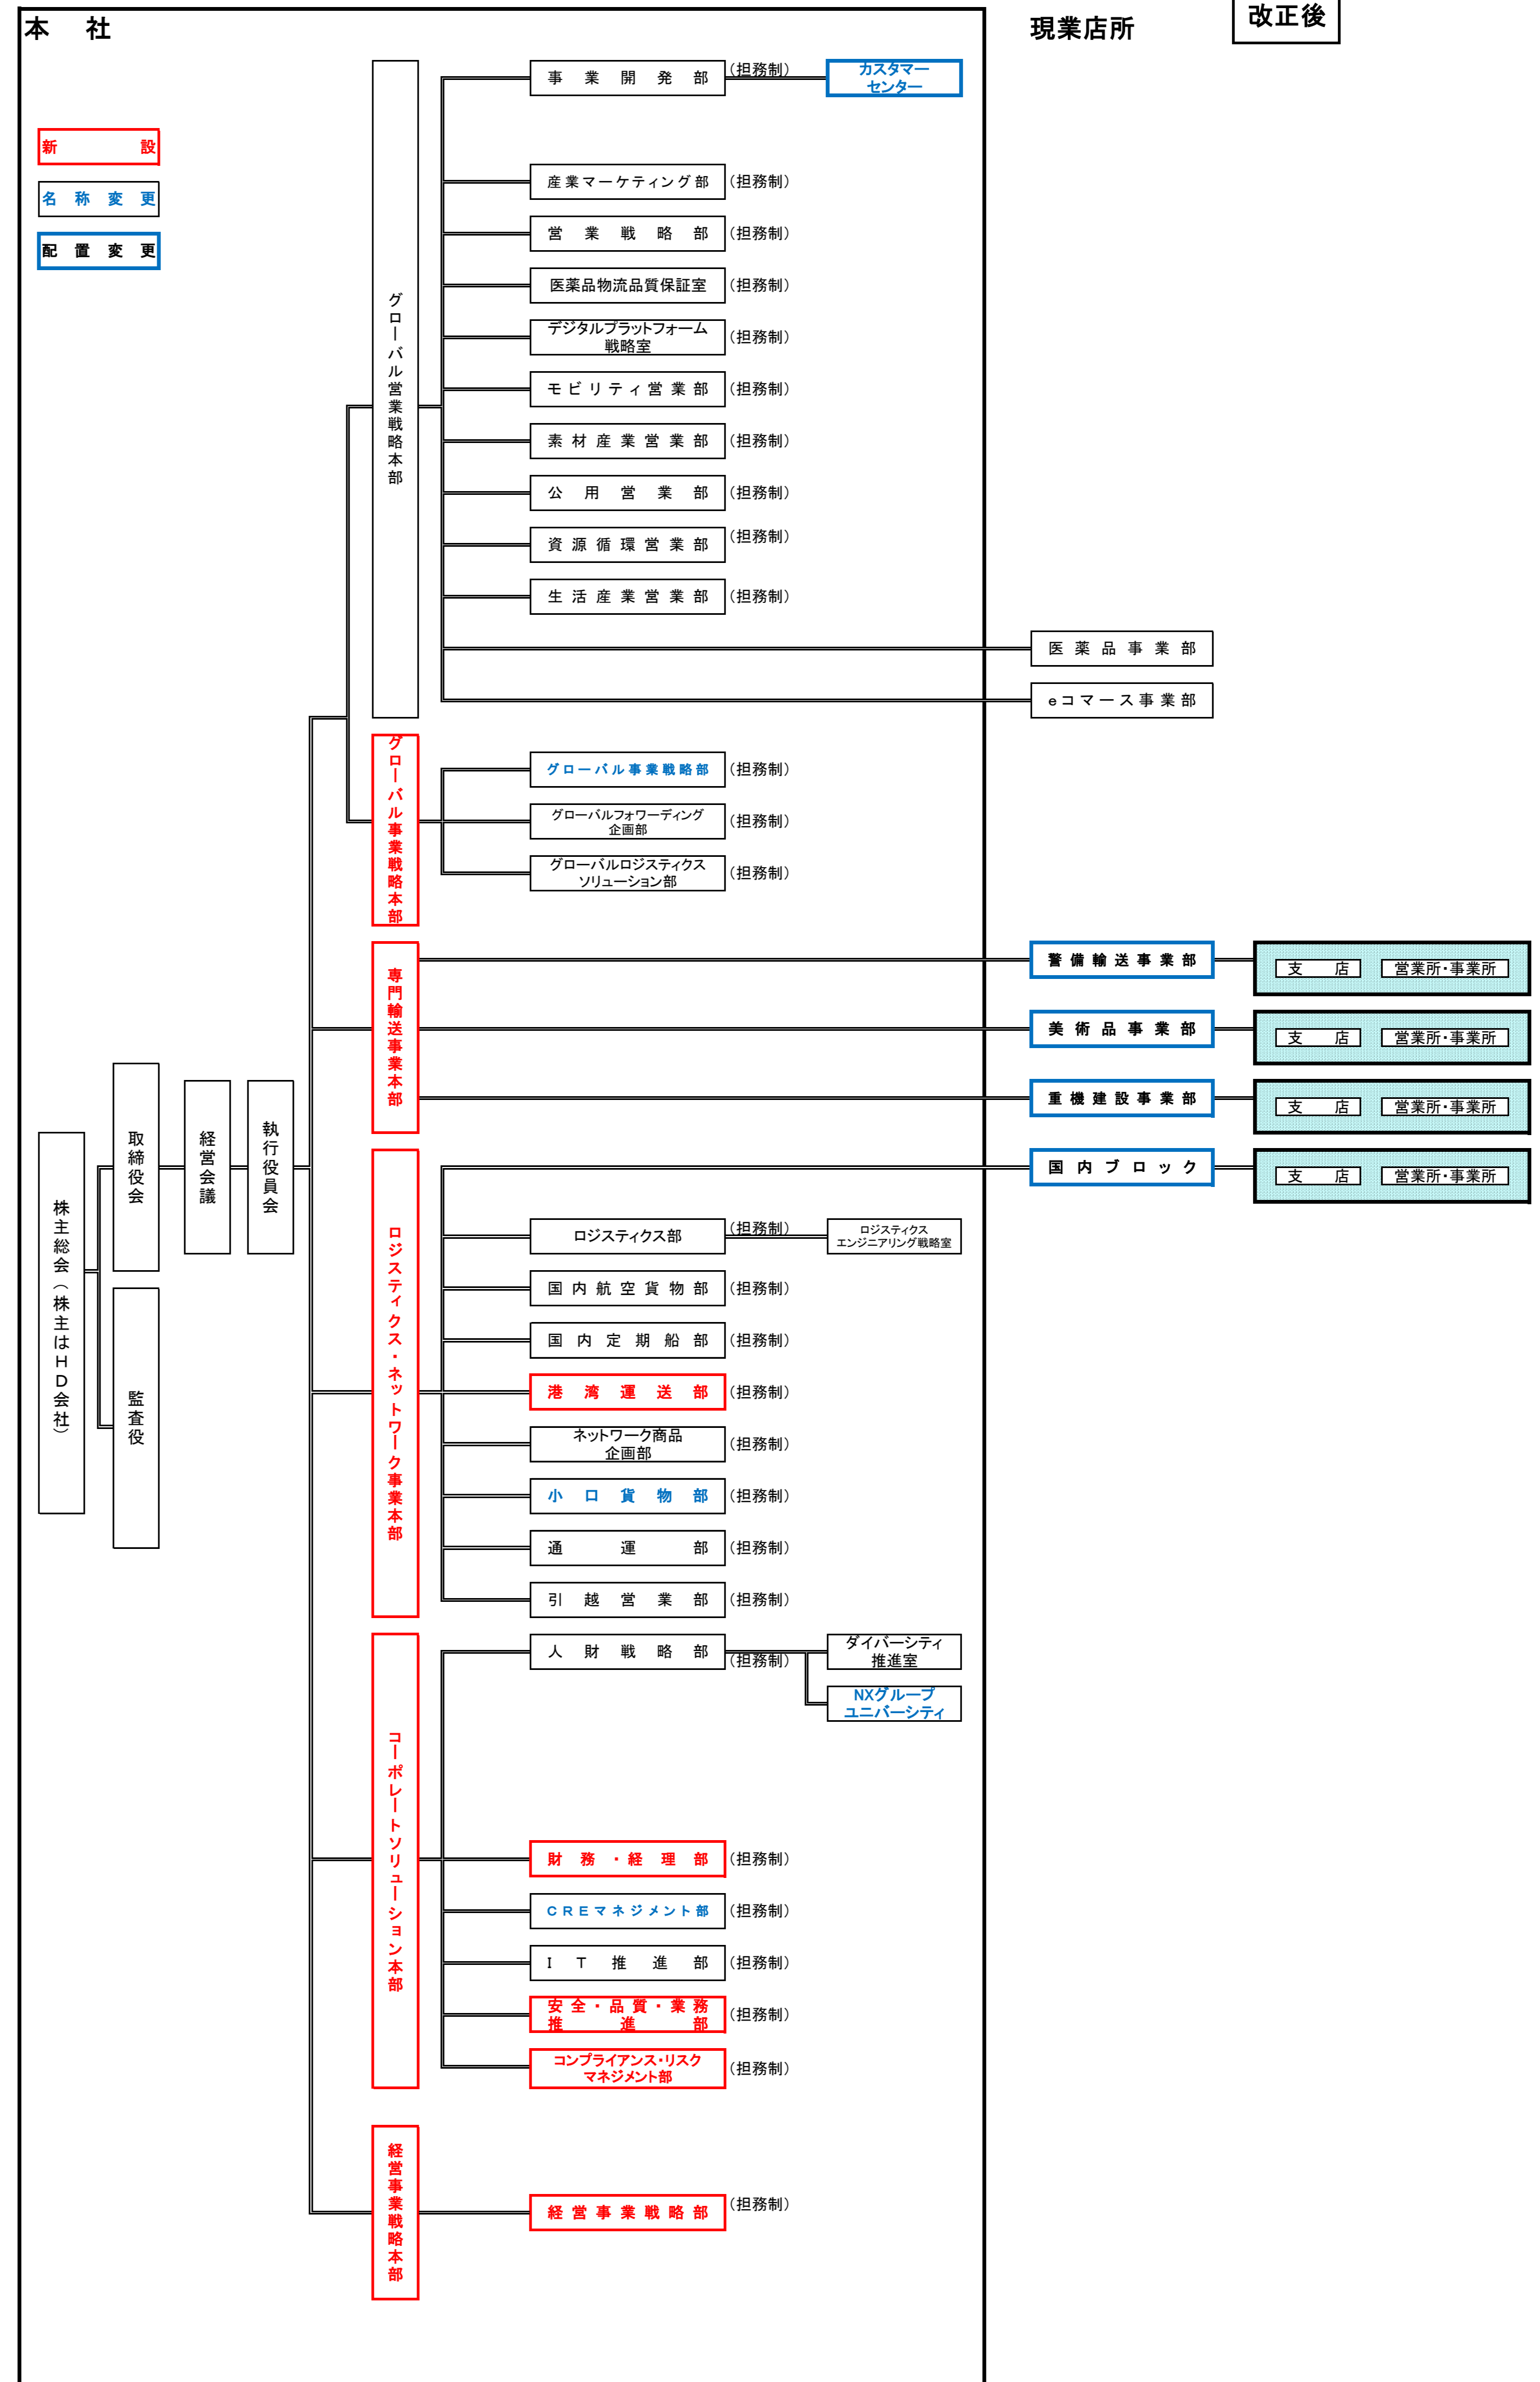 本 社
現業店所
改正後
新設
名称変更
配置変更
株主総会（株主はHD会社）
取締役会
監査役
経営会議
執行役員会
グローバル営業戦略本部
事業開発部
（担務制）
カスタマー
センター
産業マーケティング部
（担務制）
営業戦略部
（担務制）
医薬品物流品質保証室
（担務制）
デジタルプラットフォーム
戦略室
（担務制）
モビリティ営業部
（担務制）
素材産業営業部
（担務制）
公用営業部
（担務制）
資源循環営業部
（担務制）
生活産業営業部
（担務制）
医薬品事業部
eコマース事業部
グローバル事業戦略本部
グローバル事業戦略部
（担務制）
グローバルフォワーディング
企画部
（担務制）
グローバルロジスティクス
ソリューション部
（担務制）
専門輸送事業本部
警備輸送事業部
支店
営業所・事業所
美術品事業部
支店
営業所・事業所
重機建設事業部
支店
営業所・事業所
ロジスティクス・ネットワーク事業本部
国内ブロック
支店
営業所・事業所
ロジスティクス部
（担務制）
ロジスティクス
エンジニアリング戦略室
国内航空貨物部
（担務制）
国内定期船部
（担務制）
港湾運送部
（担務制）
ネットワーク商品
企画部
（担務制）
小口貨物部
（担務制）
通運部
（担務制）
引越営業部
（担務制）
コーポレートソリューション本部
人財戦略部
（担務制）
ダイバーシティ
推進室
NXグループ
ユニバーシティ
財務・経理部
（担務制）
CREマネジメント部
（担務制）
IT推進部
（担務制）
安全・品質・業務
推進部
（担務制）
コンプライアンス・リスク
マネジメント部
（担務制）
経営事業戦略本部
経営事業戦略部
（担務制）